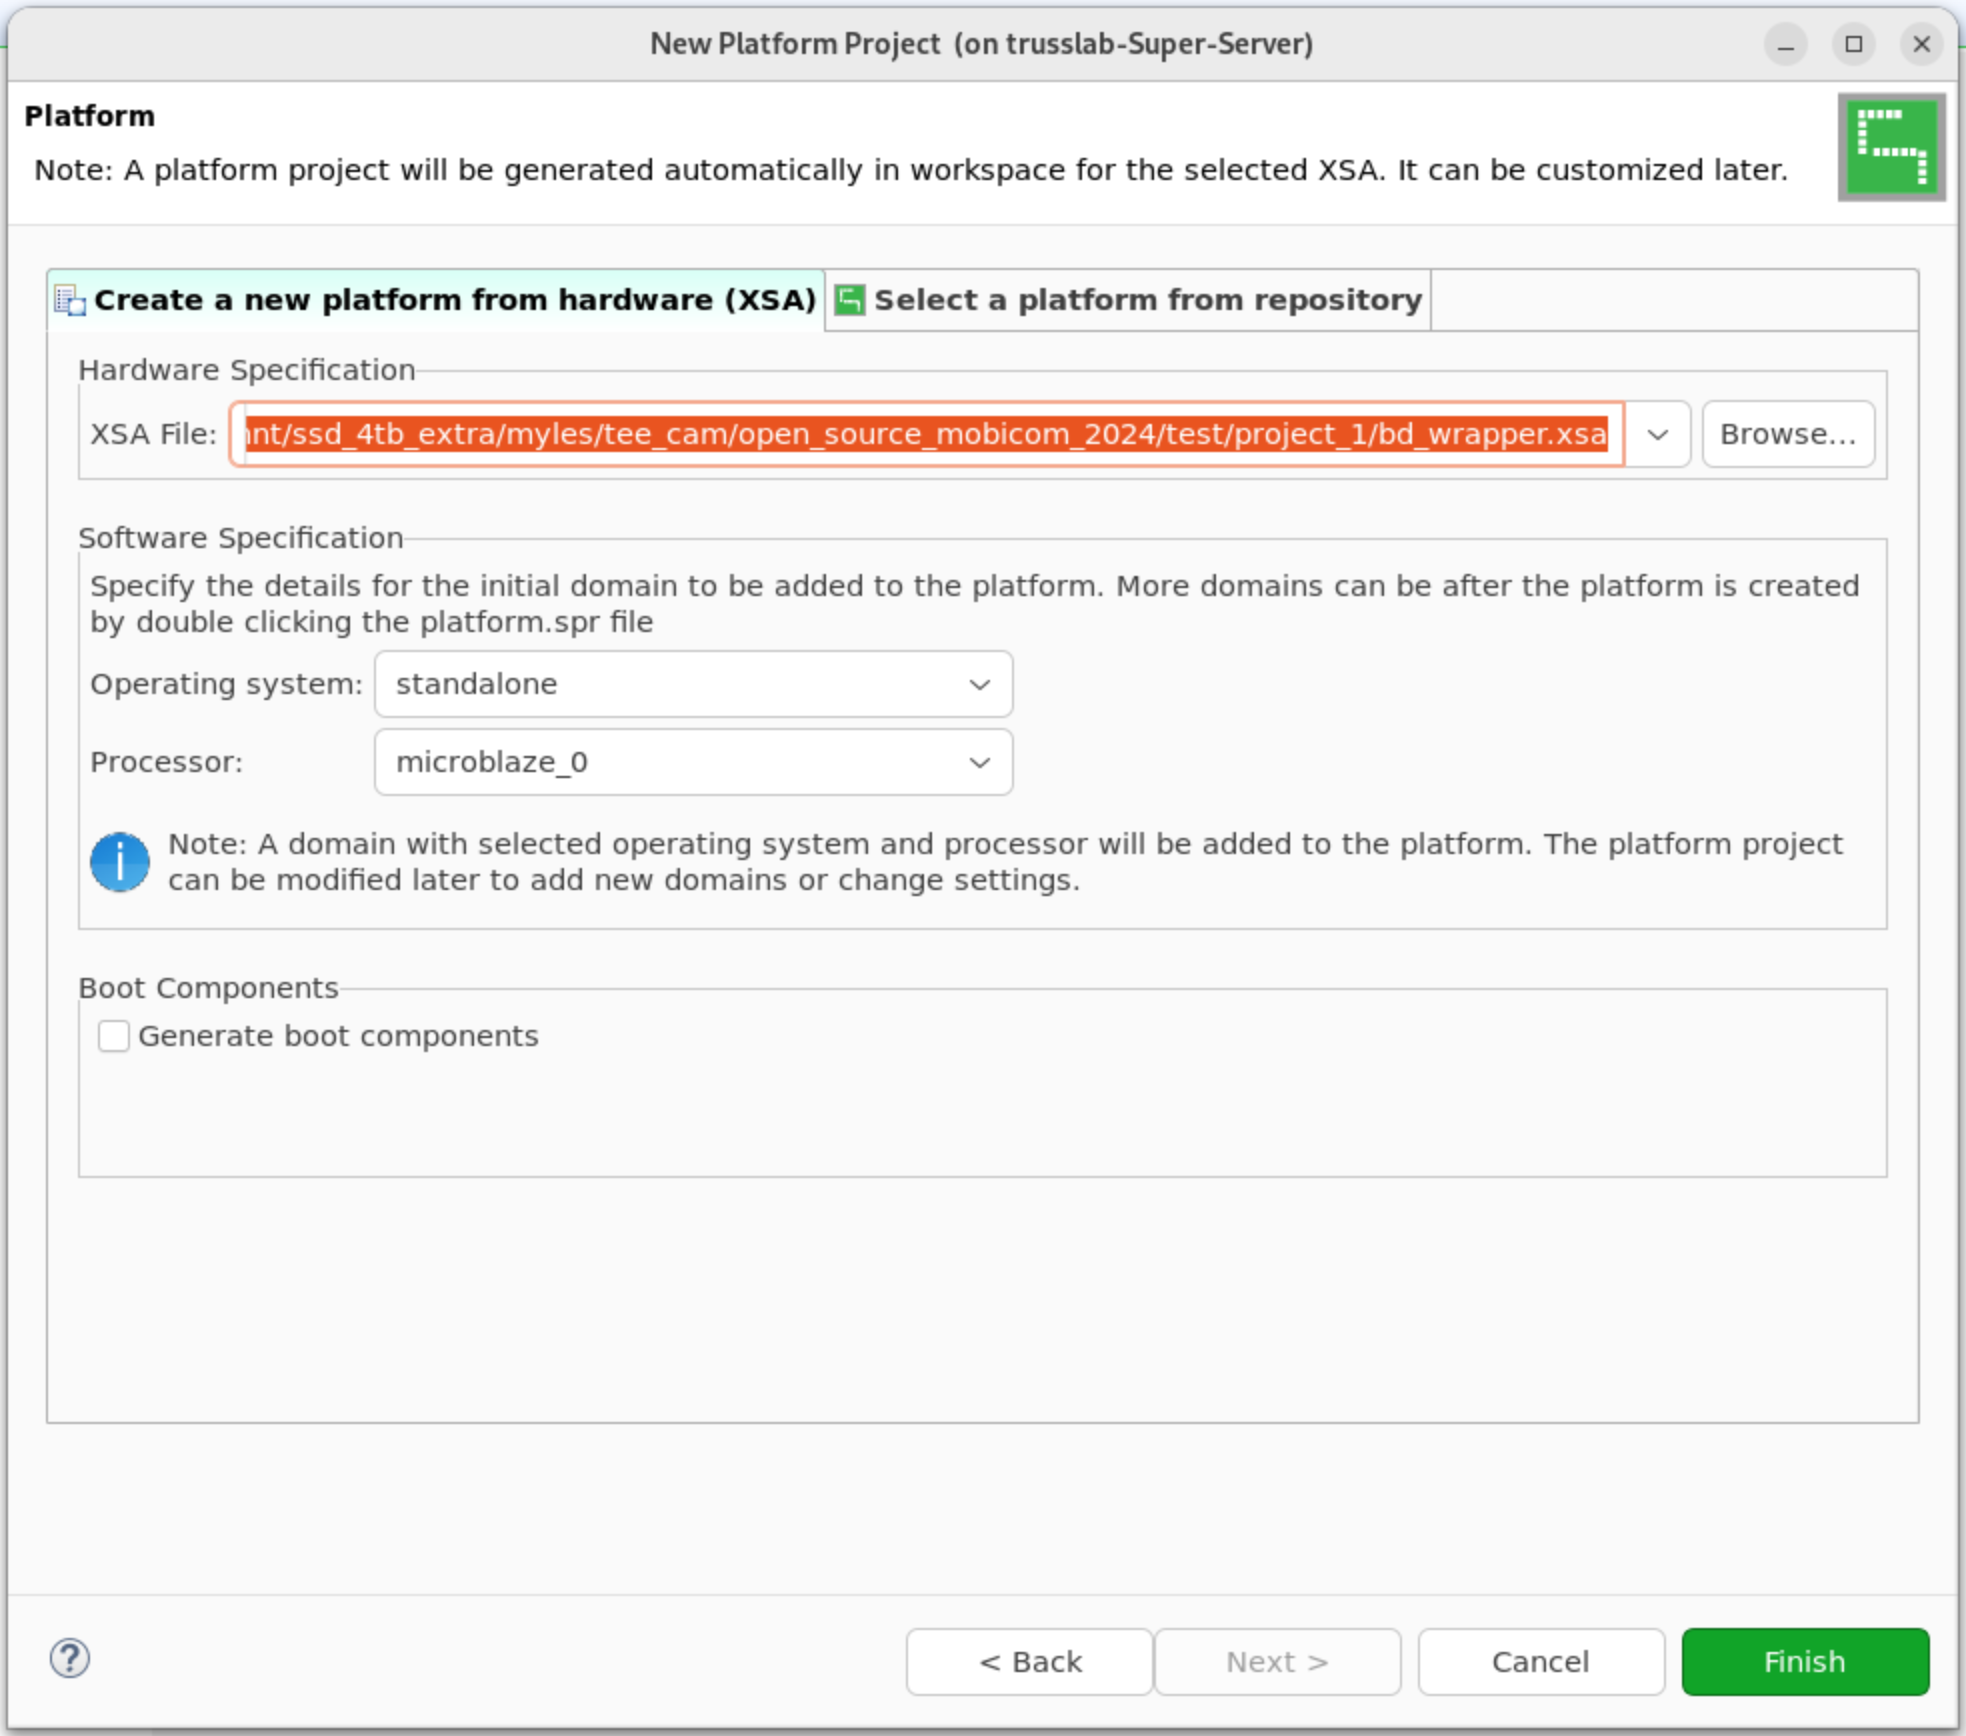 New Platform Project (on trusslab-Super-Server)
Platform
Note: A platform project will be generated automatically in workspace for the selected XSA. It can be customized later.
Create a new platform from hardware (XSA)
Select a platform from repository
Hardware Specification
XSA File: nt/ssd_4tb_extra/myles/tee_cam/open_source_mobicom_2024/test/project_1/bd_wrapper.xsa
Browse...
Software Specification
Specify the details for the initial domain to be added to the platform. More domains can be after the platform is created
by double clicking the platform.spr file
Operating system: standalone
Processor: microblaze_0
Note: A domain with selected operating system and processor will be added to the platform. The platform project
can be modified later to add new domains or change settings.
Boot Components
Generate boot components
< Back
Next >
Cancel
Finish